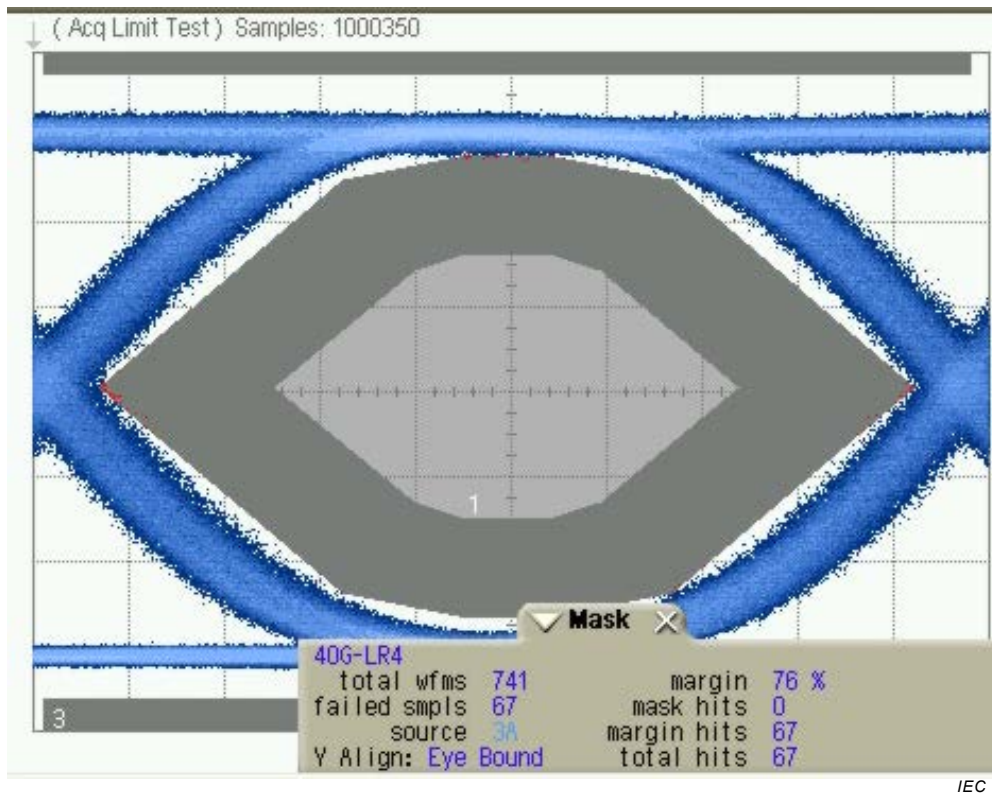 ( Acq Limit Test ) Samples: 1000350
1
3
Mask
40G-LR4
total wfms 741 margin 76 %
failed smpls 67 mask hits 0
source 3A margin hits 67
Y Align: Eye Bound total hits 67
IEC